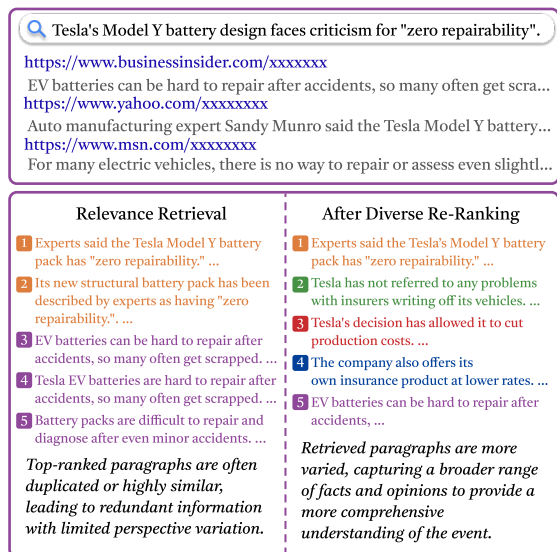 Tesla's Model Y battery design faces criticism for "zero repairability".
https://www.businessinsider.com/xxxxxxx
EV batteries can be hard to repair after accidents, so many often get scra...
https://www.yahoo.com/xxxxxxxx
Auto manufacturing expert Sandy Munro said the Tesla Model Y battery...
https://www.msn.com/xxxxxxxx
For many electric vehicles, there is no way to repair or assess even slightl...
Relevance Retrieval
1 Experts said the Tesla Model Y battery
pack has "zero repairability." ...
2 Its new structural battery pack has been
described by experts as having "zero
repairability.". ...
3 EV batteries can be hard to repair after
accidents, so many often get scrapped. ...
4 Tesla EV batteries are hard to repair after
accidents, so many often get scrapped. ...
5 Battery packs are difficult to repair and
diagnose after even minor accidents. ...
Top-ranked paragraphs are often
duplicated or highly similar,
leading to redundant information
with limited perspective variation.
After Diverse Re-Ranking
1 Experts said the Tesla's Model Y battery
pack has "zero repairability." ...
2 Tesla has not referred to any problems
with insurers writing off its vehicles. ...
3 Tesla's decision has allowed it to cut
production costs. ...
4 The company also offers its
own insurance product at lower rates. ...
5 EV batteries can be hard to repair after
accidents, ...
Retrieved paragraphs are more
varied, capturing a broader range
of facts and opinions to provide a
more comprehensive
understanding of the event.